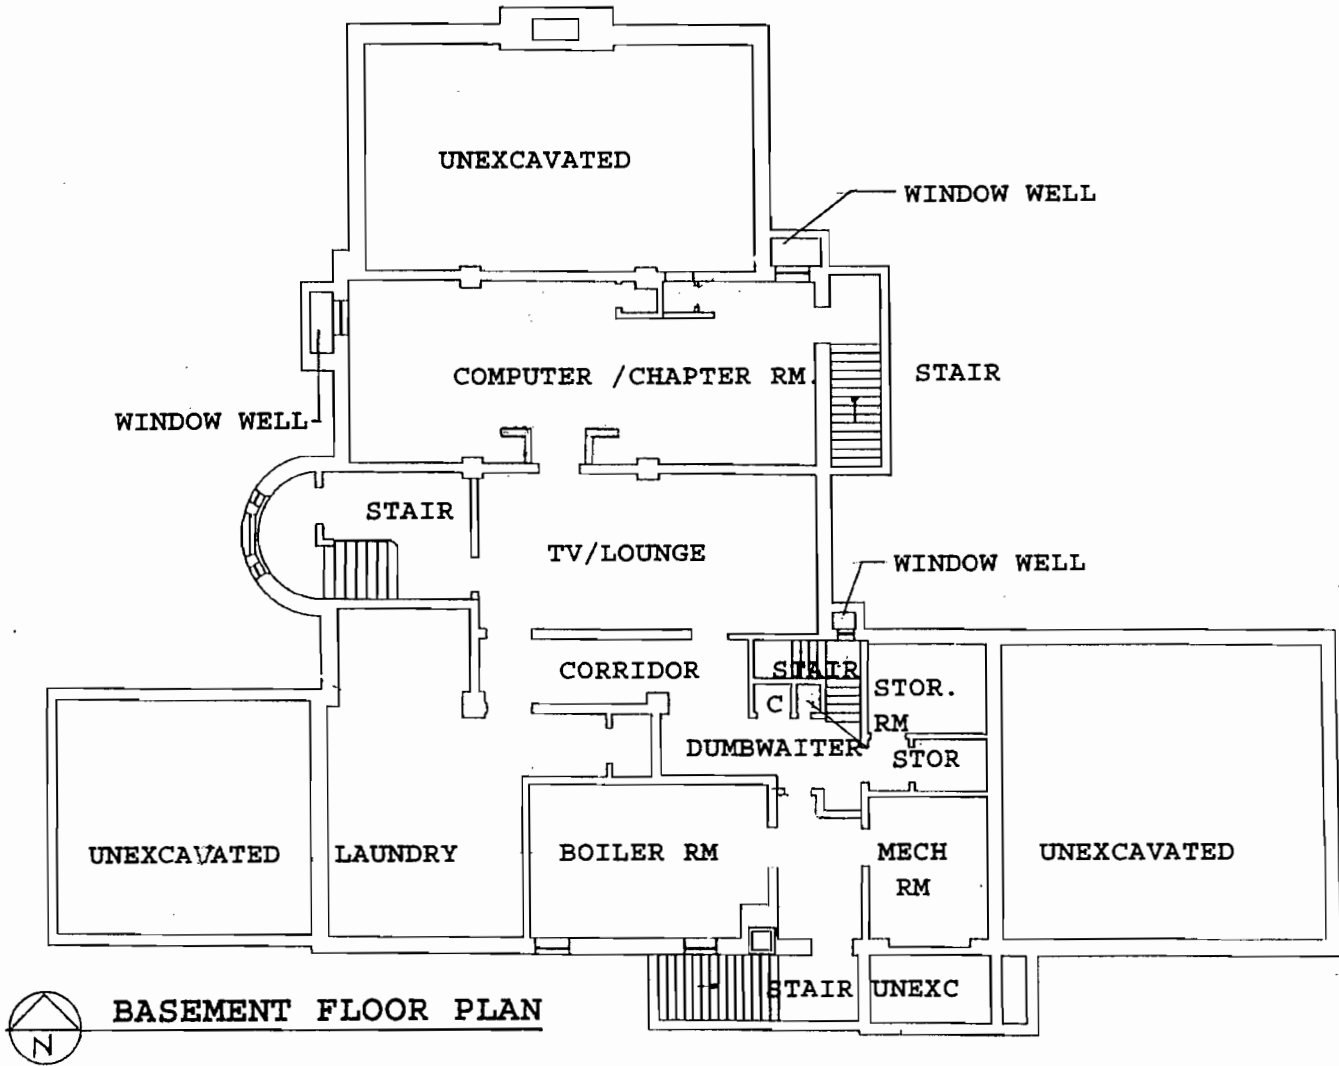 UNEXCAVATED
WINDOW WELL
COMPUTER /CHAPTER RM.
STAIR
WINDOW WELL
STAIR
TV/LOUNGE
WINDOW WELL
CORRIDOR
STAIR
STOR.
RM
C
DUMBWAITER
STOR
UNEXCAVATED
LAUNDRY
BOILER RM
MECH
RM
UNEXCAVATED
STAIR
UNEXC
BASEMENT FLOOR PLAN
N